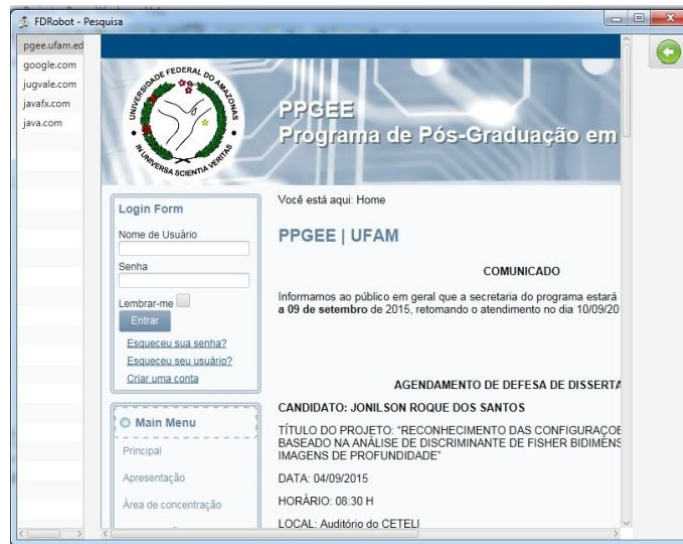 FDRobot - Pesquisa
pgee.ufam.ed
google.com
jugvale.com
javafx.com
java.com
UNIVERSIDADE FEDERAL DO AMAZONAS
IN UNIVERSA SCIENTIA VERITAS
PPGEE
Programa de Pós-Graduação em
Login Form
Nome de Usuário
Senha
Lembrar-me
Entrar
Esqueceu sua senha?
Esqueceu seu usuário?
Criar uma conta
Main Menu
Principal
Apresentação
Área de concentração
Você está aqui: Home
PPGEE | UFAM
COMUNICADO
Informamos ao público em geral que a secretaria do programa estará
a 09 de setembro de 2015, retomando o atendimento no dia 10/09/20
AGENDAMENTO DE DEFESA DE DISSERTA
CANDIDATO: JONILSON ROQUE DOS SANTOS
TÍTULO DO PROJETO: “RECONHECIMENTO DAS CONFIGURAÇOE
BASEADO NA ANÁLISE DE DISCRIMINANTE DE FISHER BIDIMENS
IMAGENS DE PROFUNDIDADE”
DATA: 04/09/2015
HORÁRIO: 08:30 H
LOCAL: Auditório do CETELI